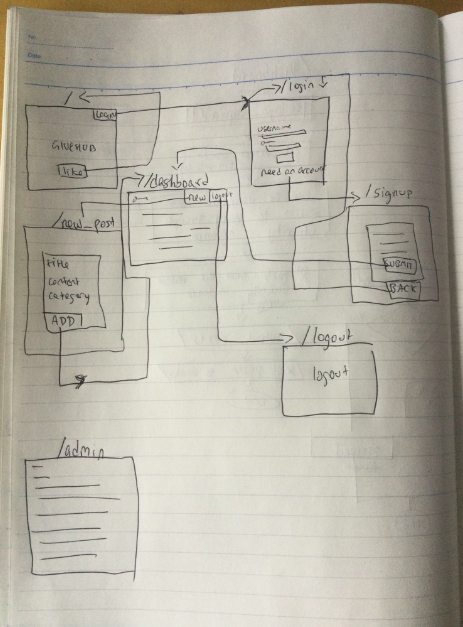 No.
Date
/
/login
Login
GIVEHUB
like
username
need an account
/dashboard
new logout
/signup
/new_post
title
content
category
ADD
SUBMIT
BACK
/logout
logout
/admin